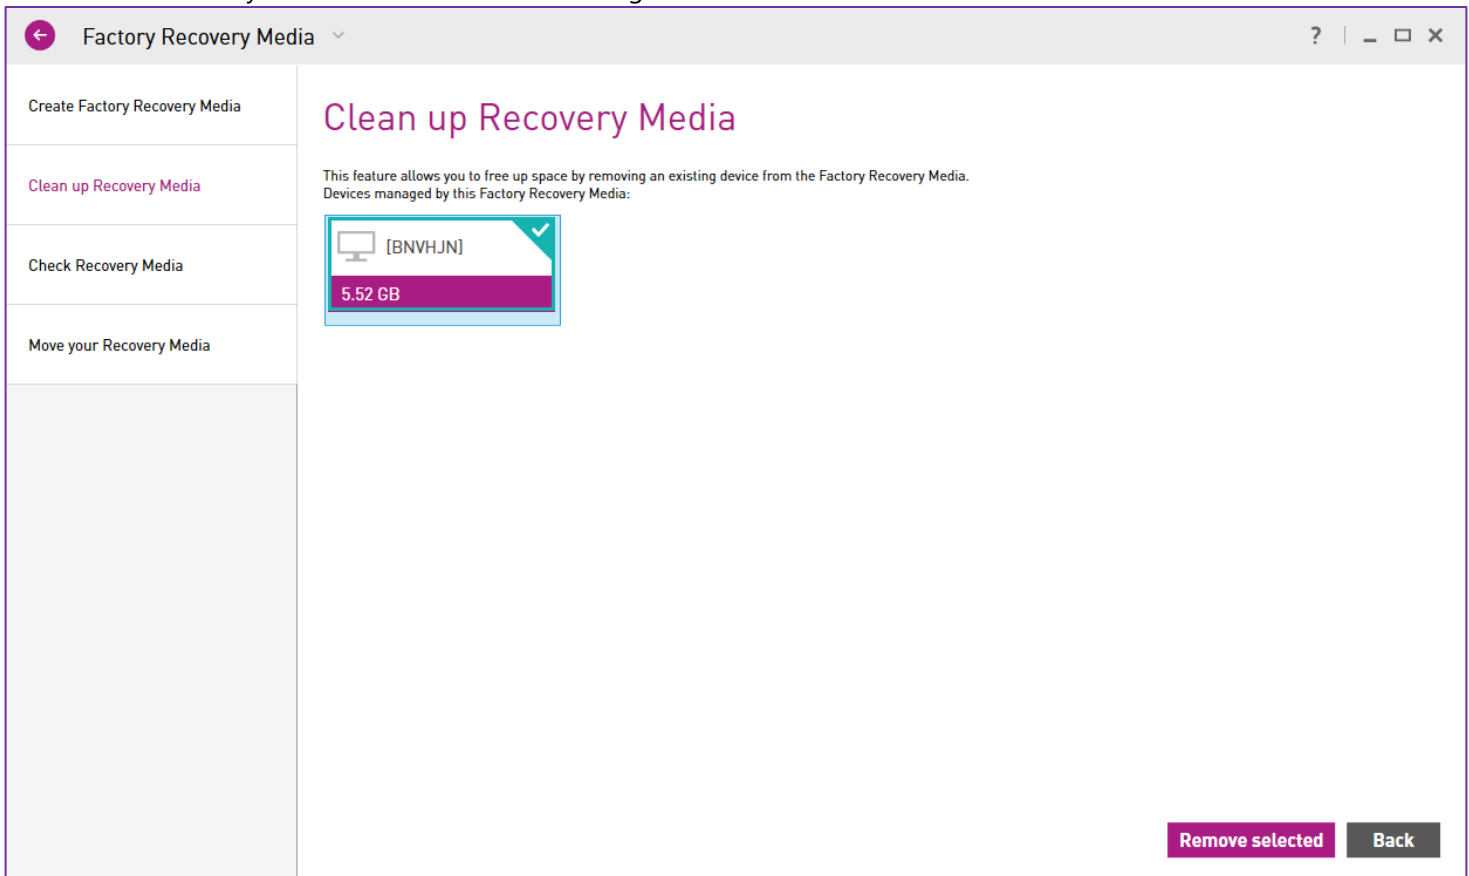 Factory Recovery Media
?
Create Factory Recovery Media
Clean up Recovery Media
Check Recovery Media
Move your Recovery Media
Clean up Recovery Media
This feature allows you to free up space by removing an existing device from the Factory Recovery Media.
Devices managed by this Factory Recovery Media:
[BNVHJN]
5.52 GB
Remove selected
Back